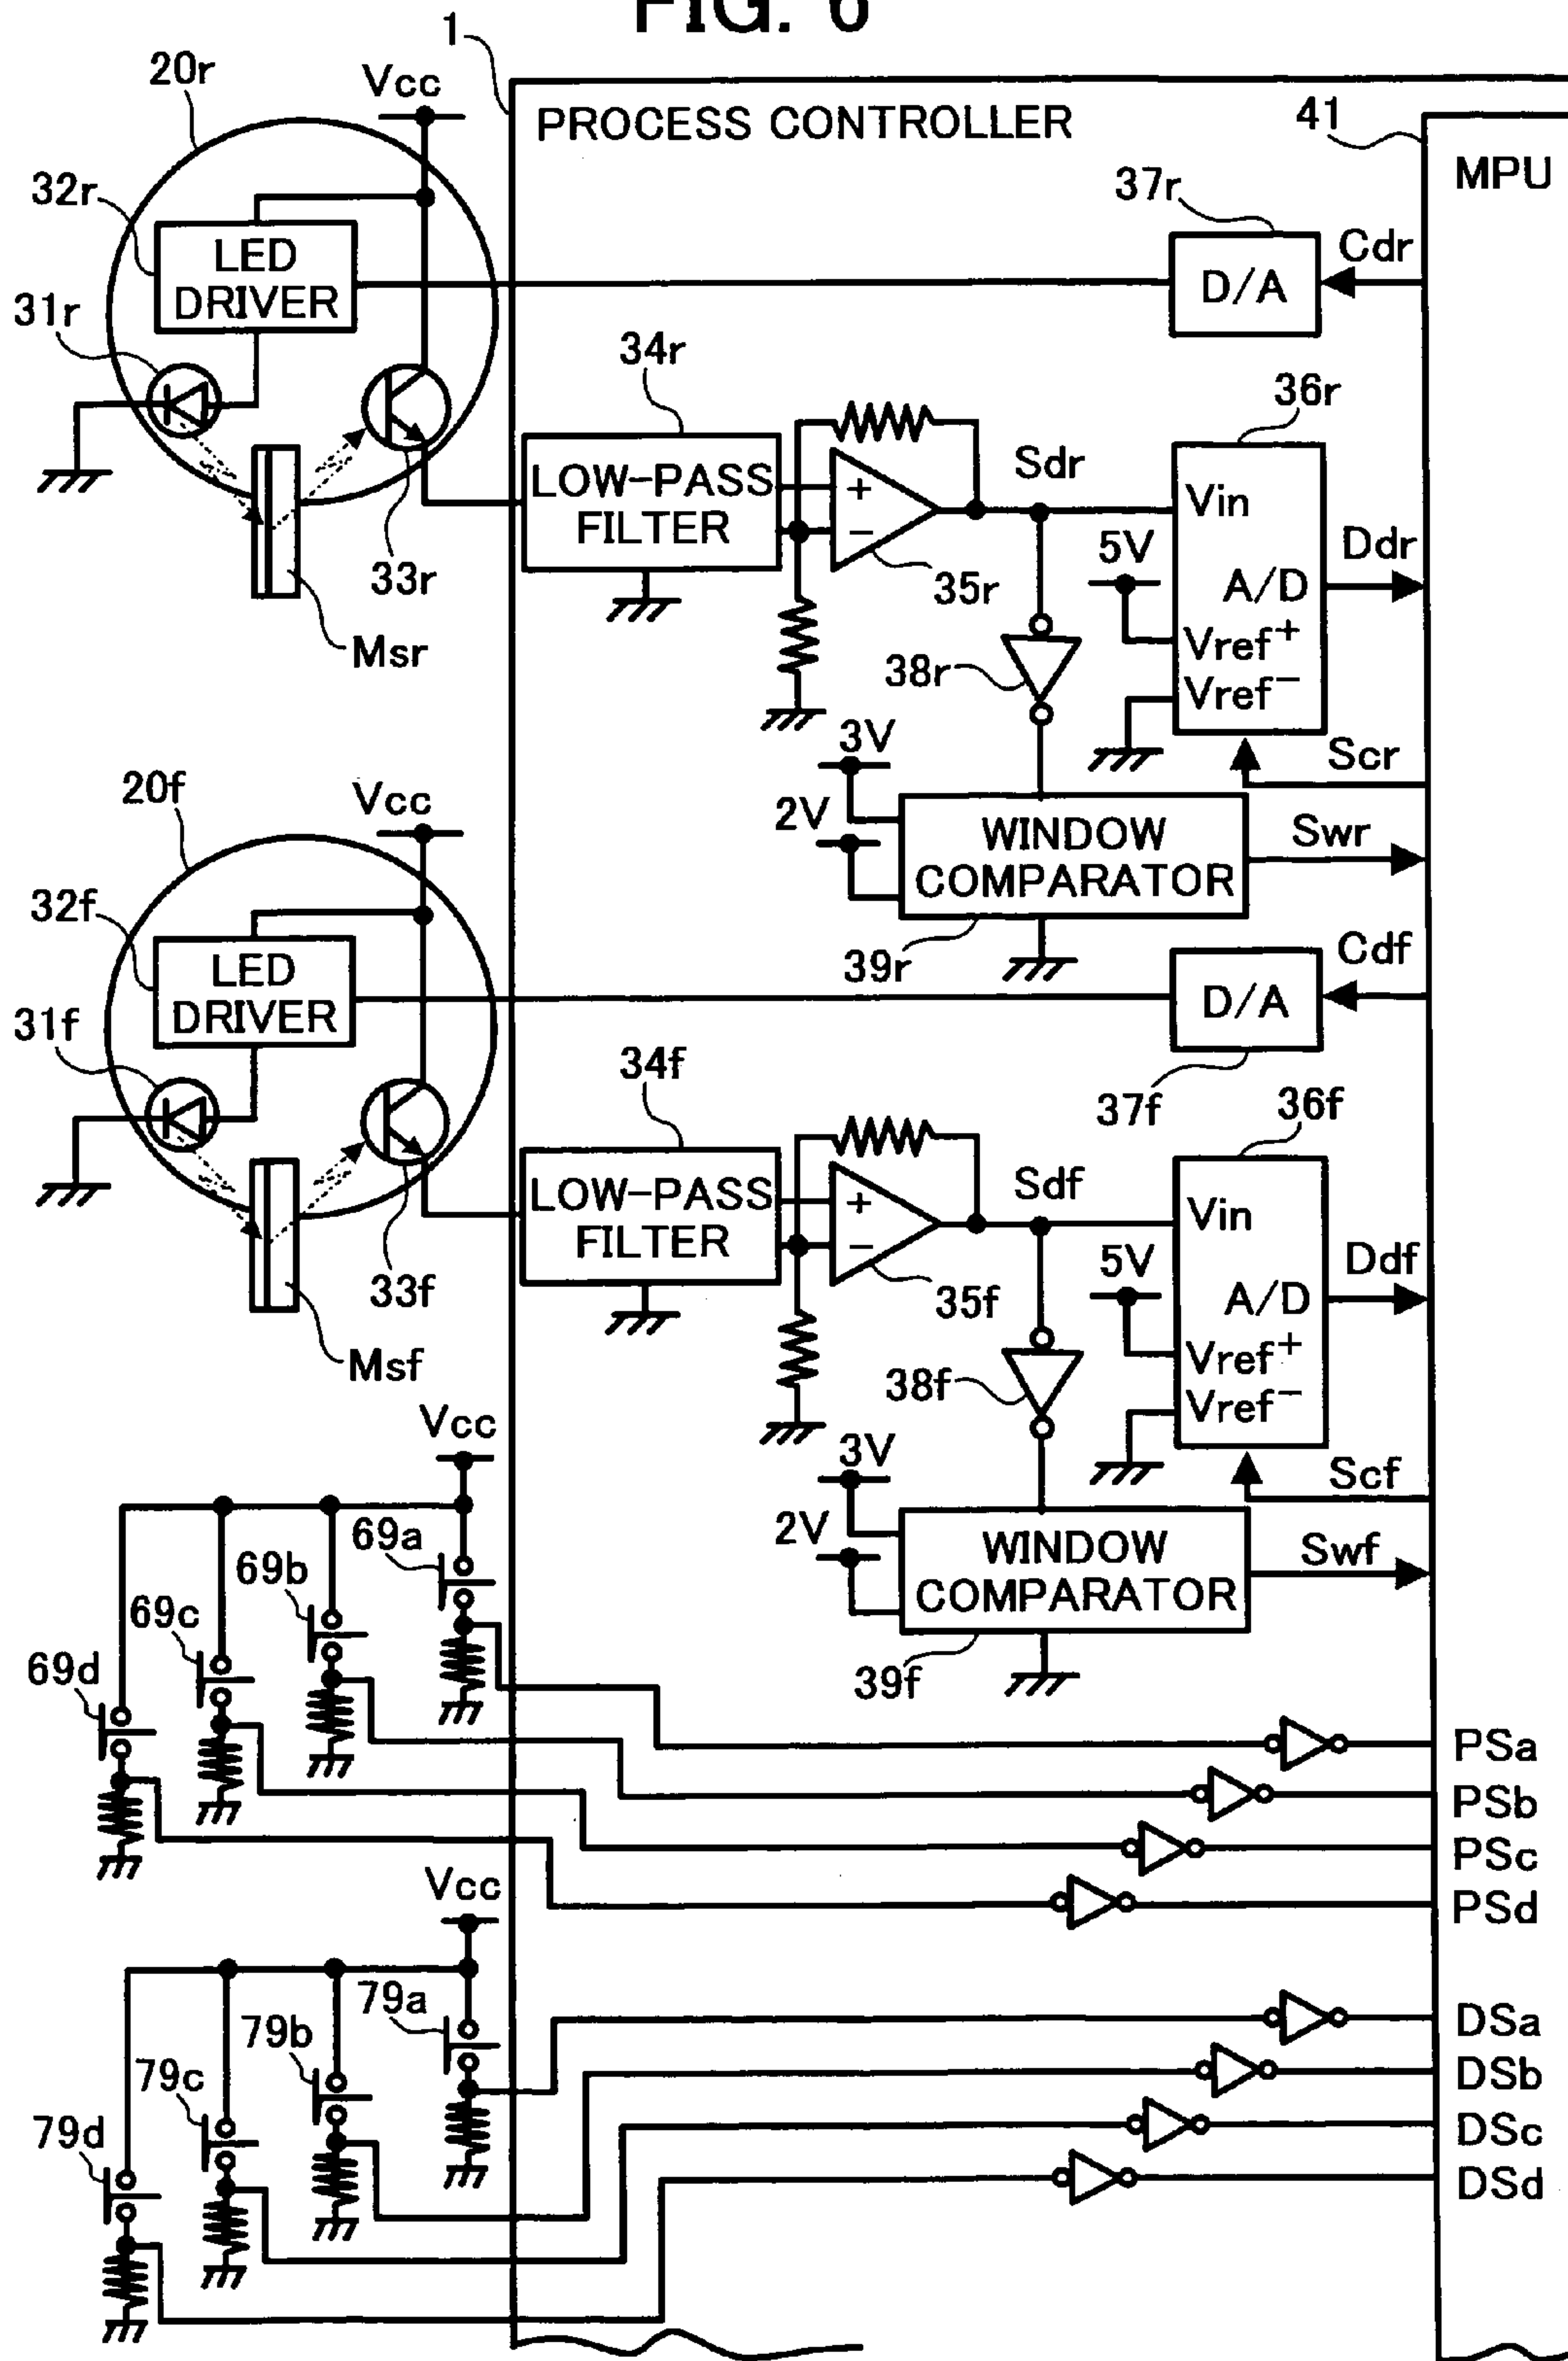 FIG. 6
1
20r
Vcc
PROCESS CONTROLLER
41
MPU
32r
37r
LED
DRIVER
D/A
Cdr
31r
34r
36r
LOW-PASS
FILTER
+
−
Sdr
Vin
5V
A/D
Ddr
33r
35r
Vref+
Vref−
Msr
38r
3V
Scr
20f
Vcc
2V
WINDOW
COMPARATOR
Swr
32f
39r
Cdf
LED
DRIVER
D/A
31f
34f
37f
36f
LOW-PASS
FILTER
+
−
Sdf
Vin
5V
A/D
Ddf
33f
35f
Vref+
Vref−
Msf
38f
Vcc
3V
Scf
69a
2V
WINDOW
COMPARATOR
Swf
69b
69c
69d
39f
PSa
PSb
PSc
Vcc
PSd
79a
DSa
79b
DSb
79c
DSc
79d
DSd